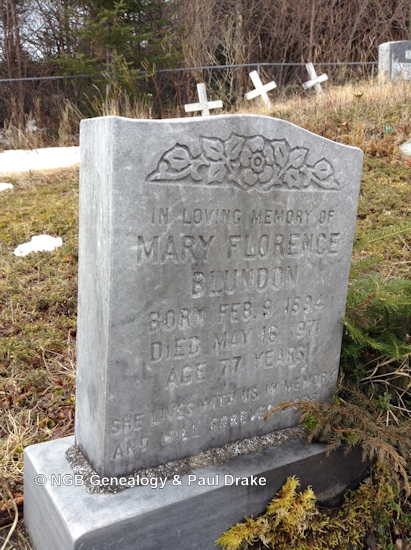 IN LOVING MEMORY OF
MARY FLORENCE
BLUNDON
BORN FEB. 9 1894
DIED MAY 16 1971
AGE 77 YEARS
SHE LIVES WITH US IN MEMORY
AND WILL FOREVER
© NGB Genealogy & Paul Drake